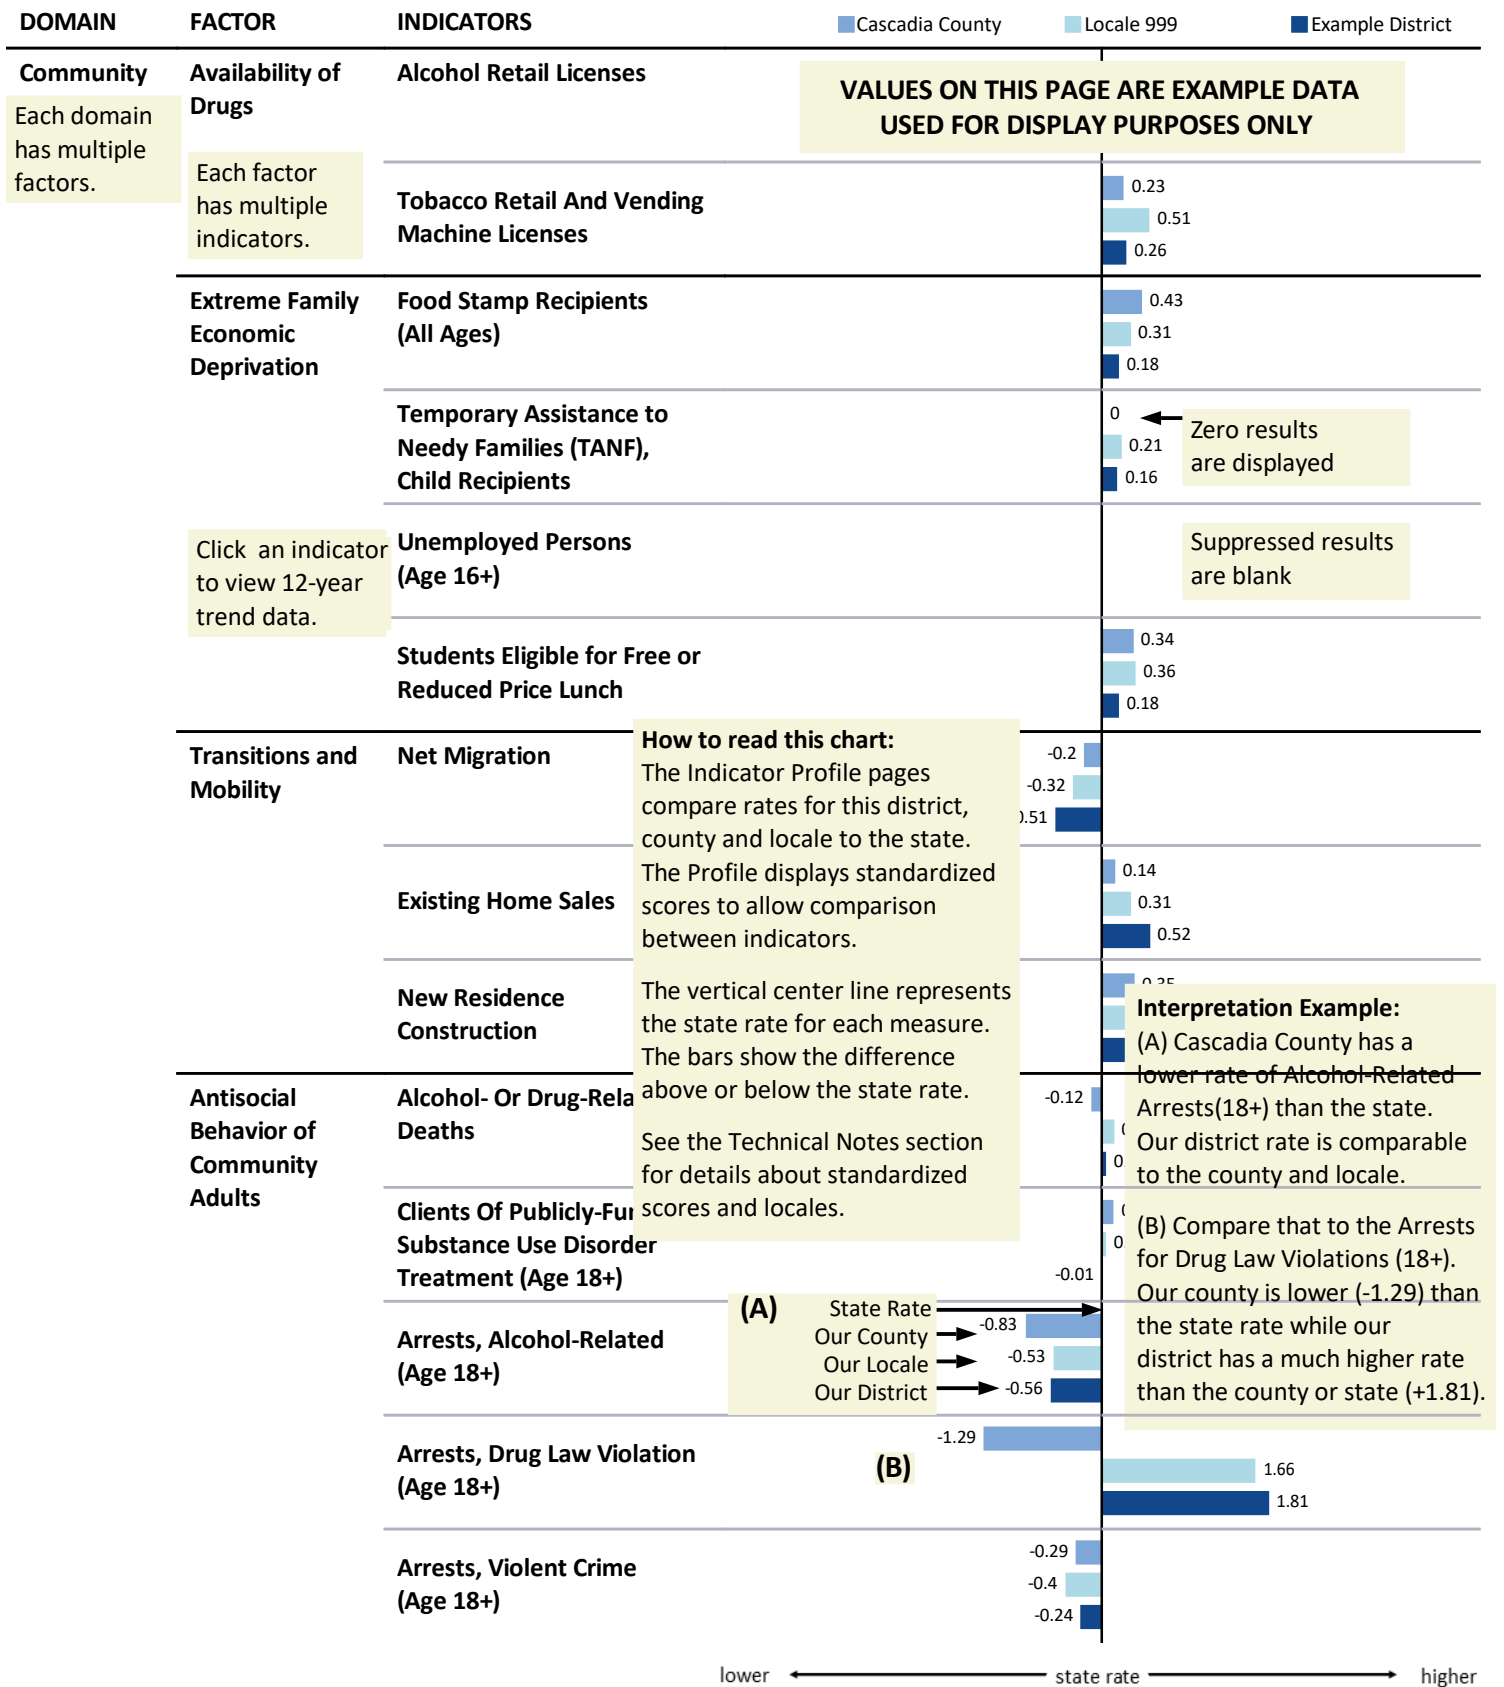 DOMAIN FACTOR INDICATORS Cascadia County Locale 999 Example District
Community
Each domain
has multiple
factors.
Availability of
Drugs
Each factor
has multiple
indicators.
Alcohol Retail Licenses
VALUES ON THIS PAGE ARE EXAMPLE DATA
USED FOR DISPLAY PURPOSES ONLY
Tobacco Retail And Vending
Machine Licenses
0.23
0.51
0.26
Extreme Family
Economic
Deprivation
Food Stamp Recipients
(All Ages)
0.43
0.31
0.18
Temporary Assistance to
Needy Families (TANF),
Child Recipients
0
0.21
0.16
Zero results
are displayed
Click an indicator
to view 12-year
trend data.
Unemployed Persons
(Age 16+)
Suppressed results
are blank
Students Eligible for Free or
Reduced Price Lunch
0.34
0.36
0.18
Transitions and
Mobility
Net Migration
-0.2
-0.32
.51
How to read this chart:
The Indicator Profile pages
compare rates for this district,
county and locale to the state.
The Profile displays standardized
scores to allow comparison
between indicators.
The vertical center line represents
the state rate for each measure.
The bars show the difference
above or below the state rate.
See the Technical Notes section
for details about standardized
scores and locales.
Existing Home Sales
0.14
0.31
0.52
New Residence
Construction
Interpretation Example:
(A) Cascadia County has a
lower rate of Alcohol-Related
Arrests(18+) than the state.
Our district rate is comparable
to the county and locale.
(B) Compare that to the Arrests
for Drug Law Violations (18+).
Our county is lower (-1.29) than
the state rate while our
district has a much higher rate
than the county or state (+1.81).
Antisocial
Behavior of
Community
Adults
Alcohol- Or Drug-Rela
Deaths
-0.12
Clients Of Publicly-Fu
Substance Use Disorder
Treatment (Age 18+)
-0.01
Arrests, Alcohol-Related
(Age 18+)
(A)
State Rate
Our County
Our Locale
Our District
-0.83
-0.53
-0.56
Arrests, Drug Law Violation
(Age 18+)
(B)
-1.29
1.66
1.81
Arrests, Violent Crime
(Age 18+)
-0.29
-0.4
-0.24
lower state rate higher